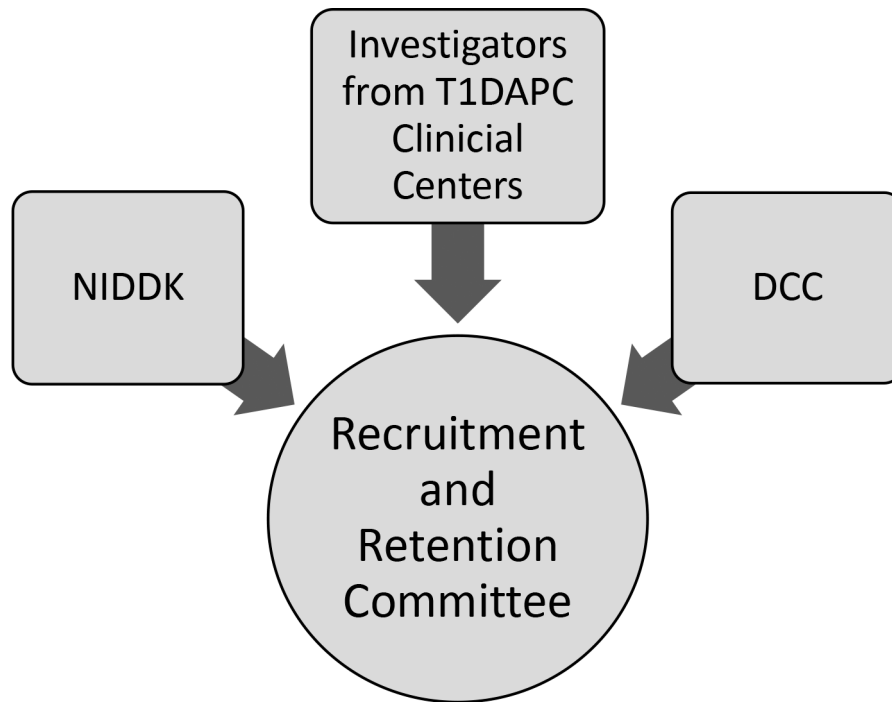 Investigators
from T1DAPC
Clinicial
Centers
NIDDK
DCC
Recruitment
and
Retention
Committee